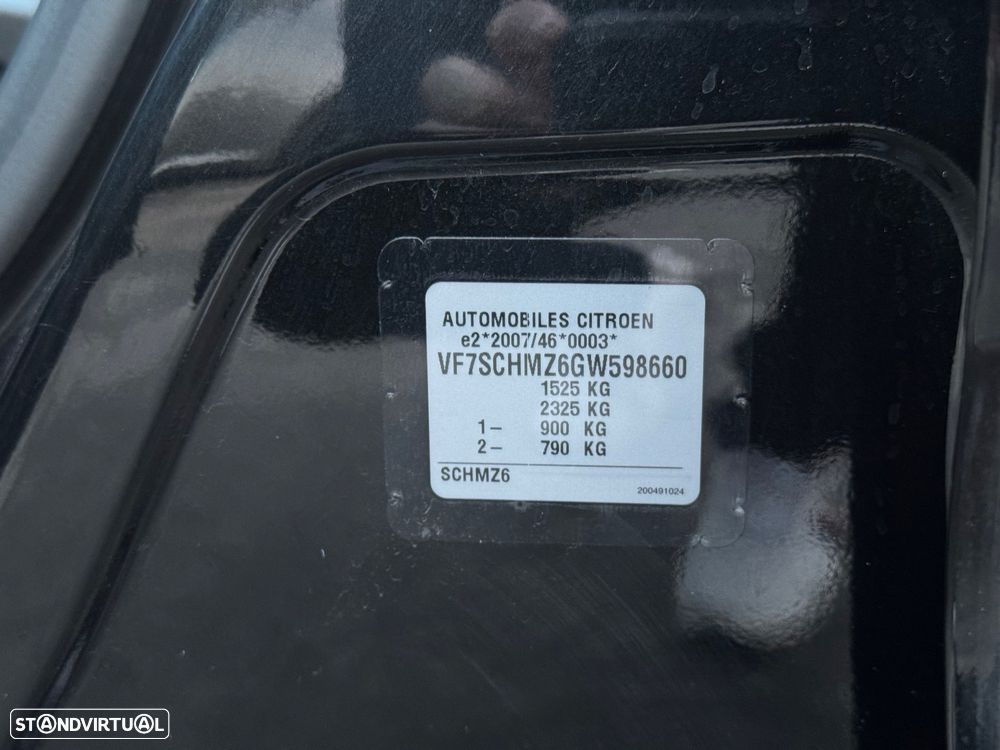 AUTOMOBILES CITROEN
e2*2007/46*0003*
VF7SCHMZ6GW598660
1525 KG
2325 KG
1- 900 KG
2- 790 KG
SCHMZ6
200491024
STANDVIRTUAL